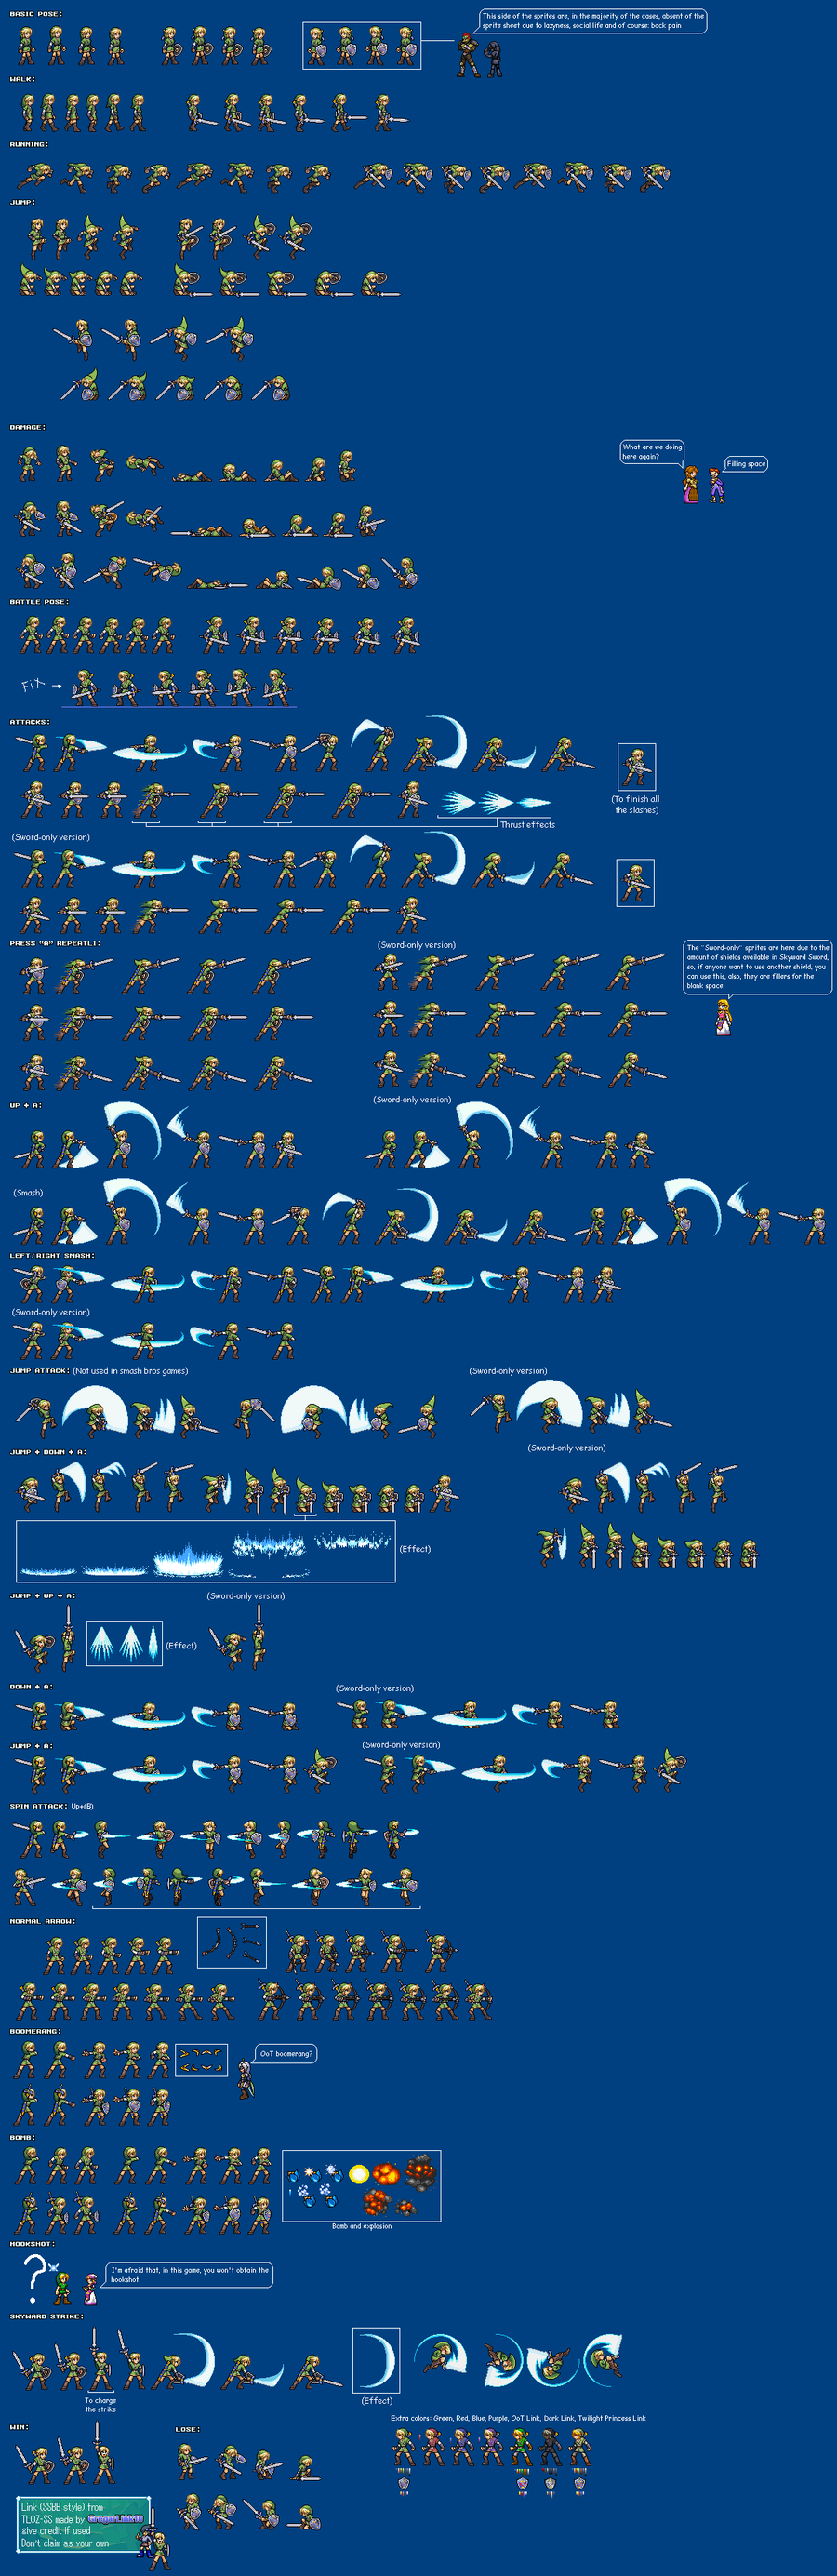 BASIC POSE:
This side of the sprites are, in the majority of the cases, absent of the
sprite sheet due to lazyness, social life and of course: back pain
WALK:
RUNNING:
JUMP:
DAMAGE:
What are we doing
here again?
Filling space
BATTLE POSE:
FIX →
ATTACKS:
(To finish all
the slashes)
Thrust effects
(Sword-only version)
PRESS "A" REPEATLI:
(Sword-only version)
The "Sword-only" sprites are here due to the
amount of shields available in Skyward Sword,
so, if anyone want to use another shield, you
can use this, also, they are fillers for the
blank space
UP + A:
(Sword-only version)
(Smash)
LEFT/RIGHT SMASH:
(Sword-only version)
JUMP ATTACK: (Not used in smash bros games)
(Sword-only version)
JUMP + DOWN + A:
(Sword-only version)
(Effect)
JUMP + UP + A:
(Sword-only version)
(Effect)
DOWN + A:
(Sword-only version)
JUMP + A:
(Sword-only version)
SPIN ATTACK: Up+(B)
NORMAL ARROW:
BOOMERANG:
OoT boomerang?
BOMB:
Bomb and explosion
HOOKSHOT:
?
I'm afraid that, in this game, you won't obtain the
hookshot
SKYWARD STRIKE:
To charge
the strike
(Effect)
Extra colors: Green, Red, Blue, Purple, OoT Link, Dark Link, Twilight Princess Link
WIN:
LOSE:
Link (SSBB style) from
TLOZ-SS made by
Give credit if used
Don't claim as your own